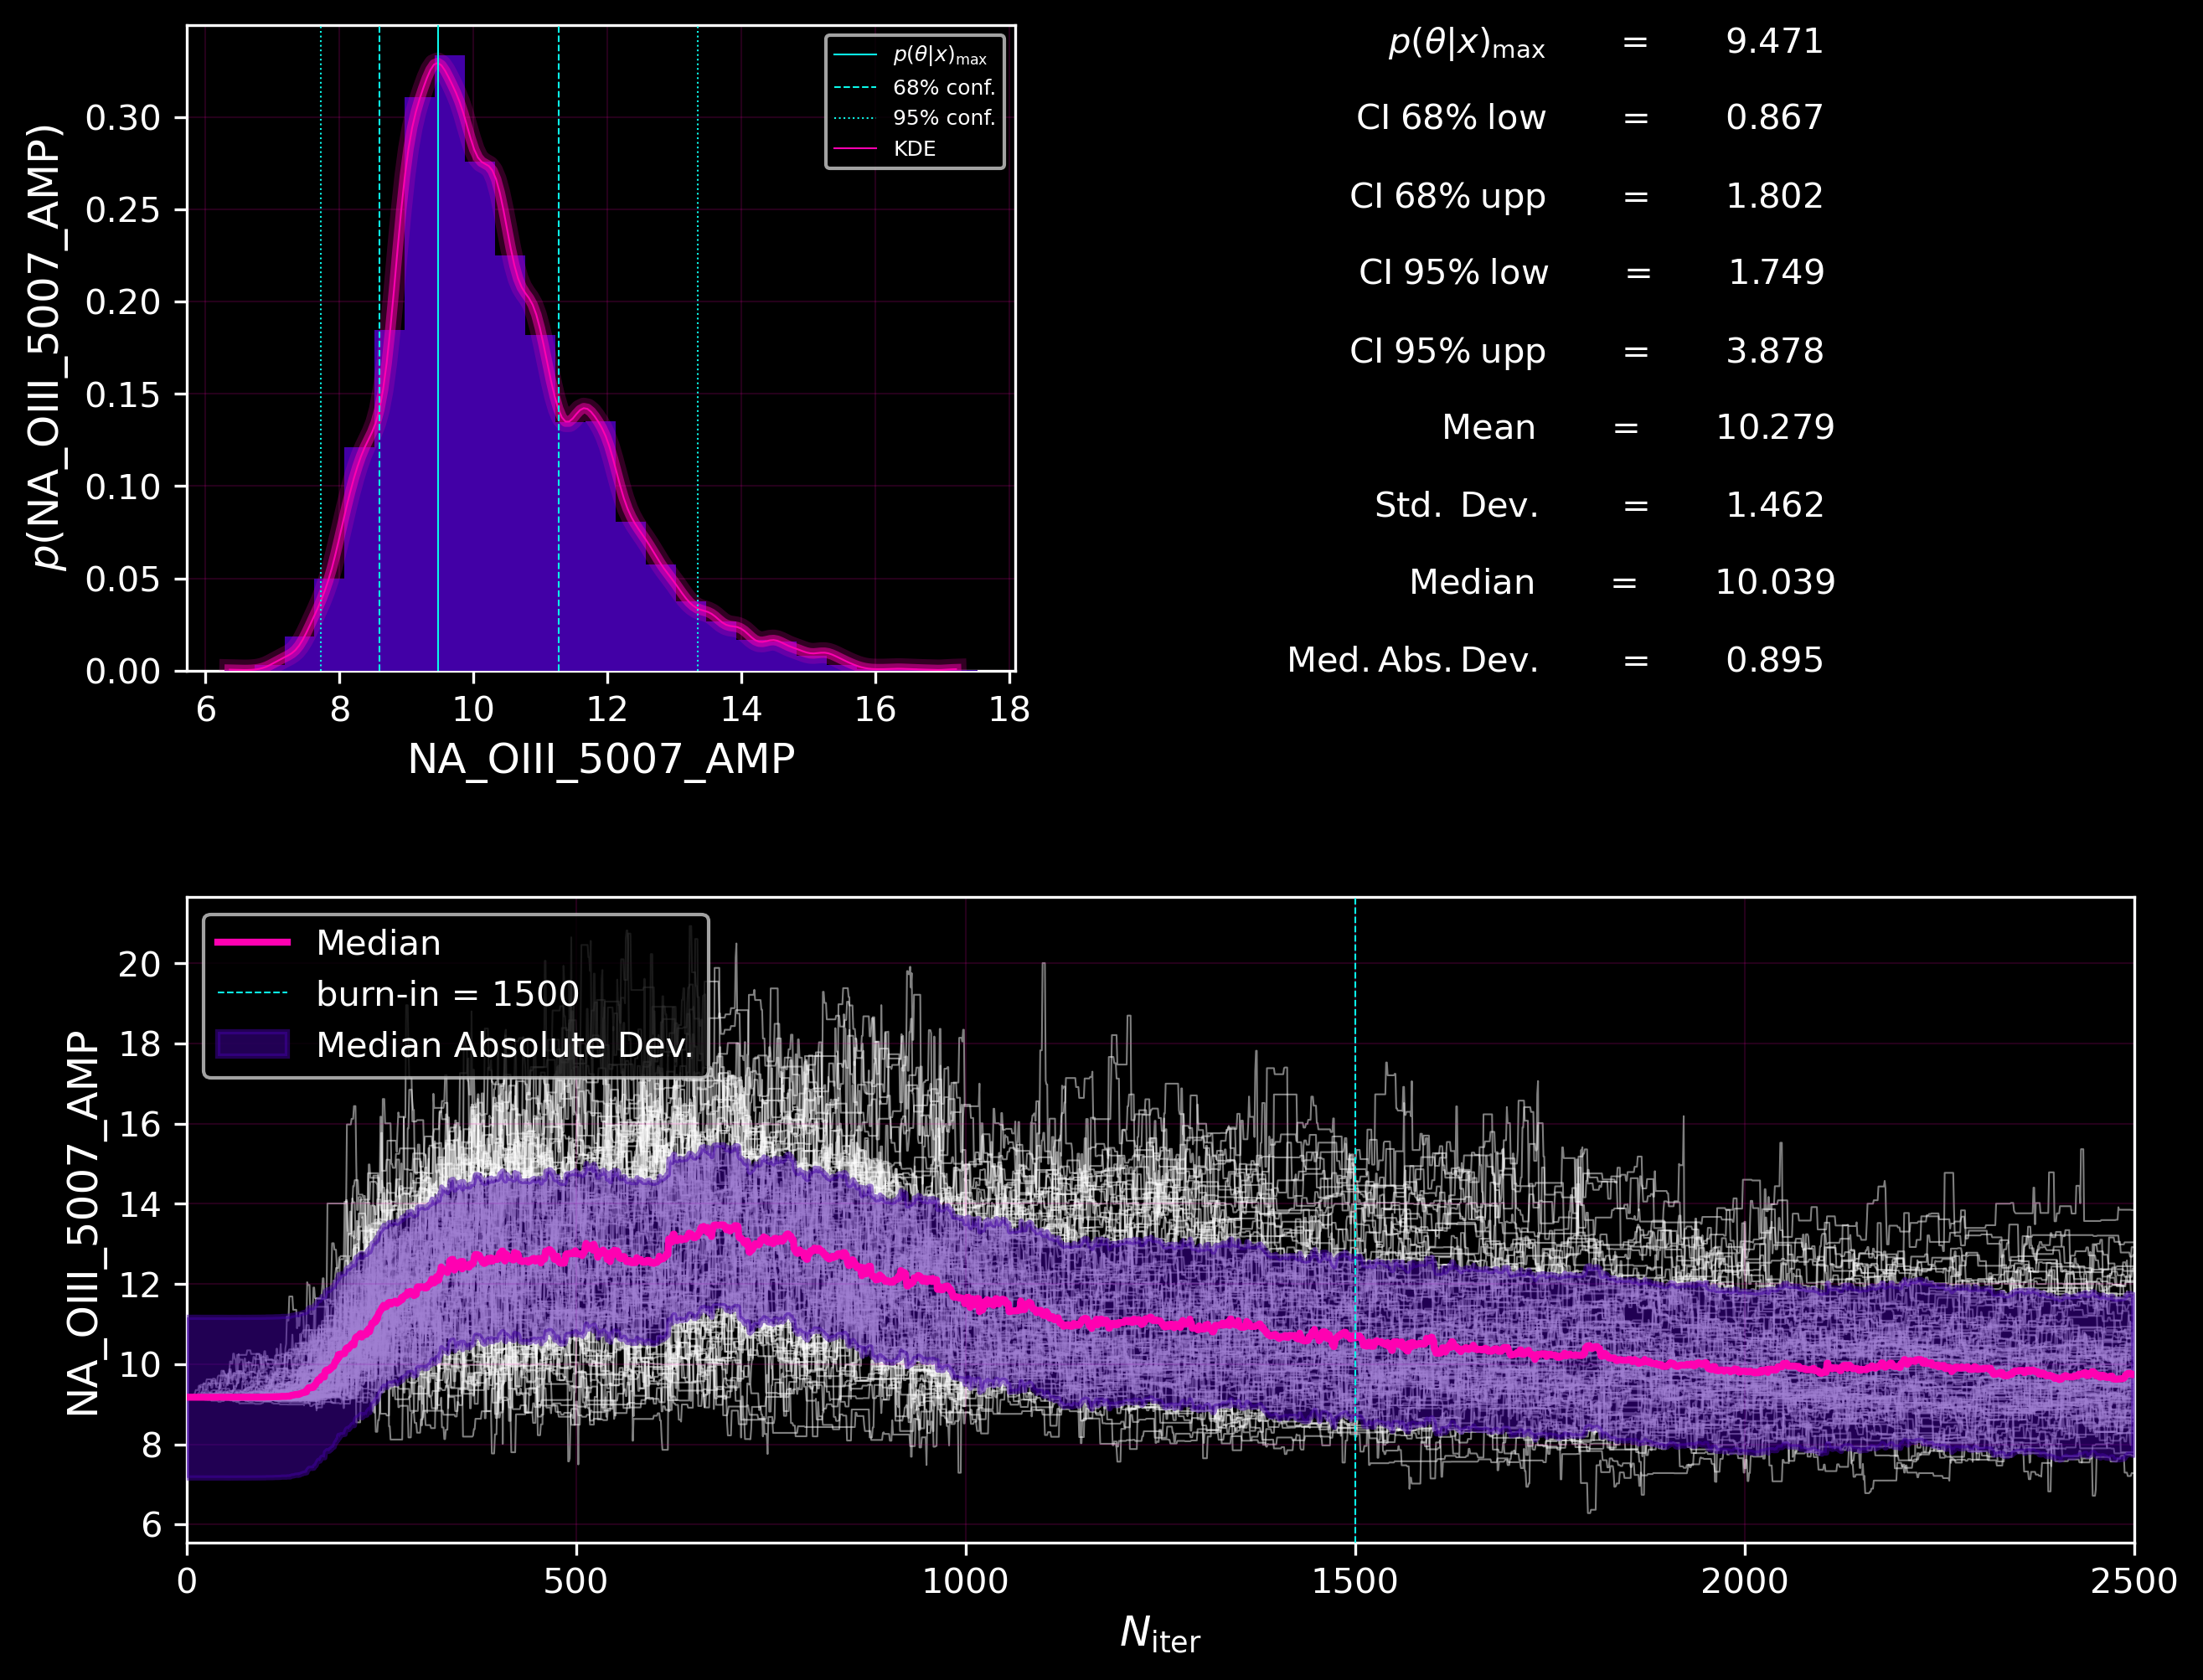 p(NA_OIII_5007_AMP)
0.30
0.25
0.20
0.15
0.10
0.05
0.00
6 8 10 12 14 16 18
NA_OIII_5007_AMP
p(θ|x)max
68% conf.
95% conf.
KDE
p(θ|x)max = 9.471
CI 68% low = 0.867
CI 68% upp = 1.802
CI 95% low = 1.749
CI 95% upp = 3.878
Mean = 10.279
Std. Dev. = 1.462
Median = 10.039
Med. Abs. Dev. = 0.895
NA_OIII_5007_AMP
20
18
16
14
12
10
8
6
Median
burn-in = 1500
Median Absolute Dev.
0 500 1000 1500 2000 2500
Niter